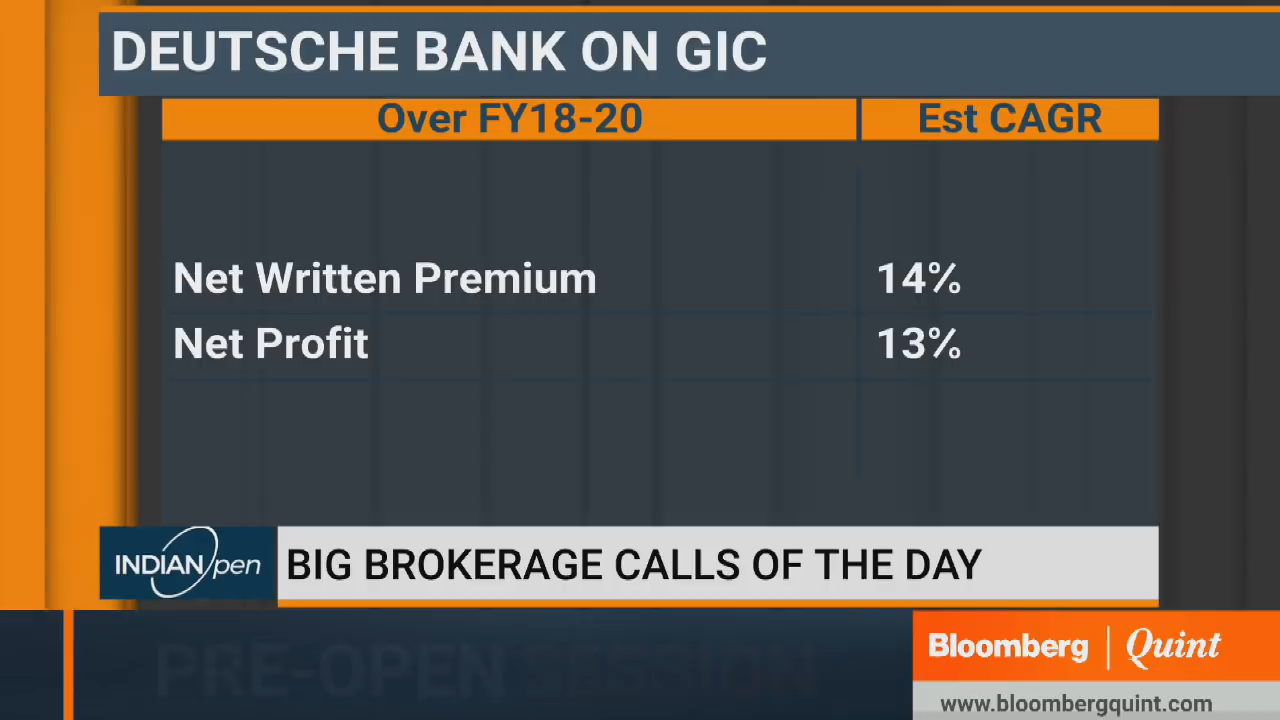 DEUTSCHE BANK ON GIC
Over FY18-20 Est CAGR
Net Written Premium 14%
Net Profit 13%
INDIAN Open BIG BROKERAGE CALLS OF THE DAY
PRE-OPEN SESSION
Bloomberg | Quint
www.bloombergquint.com